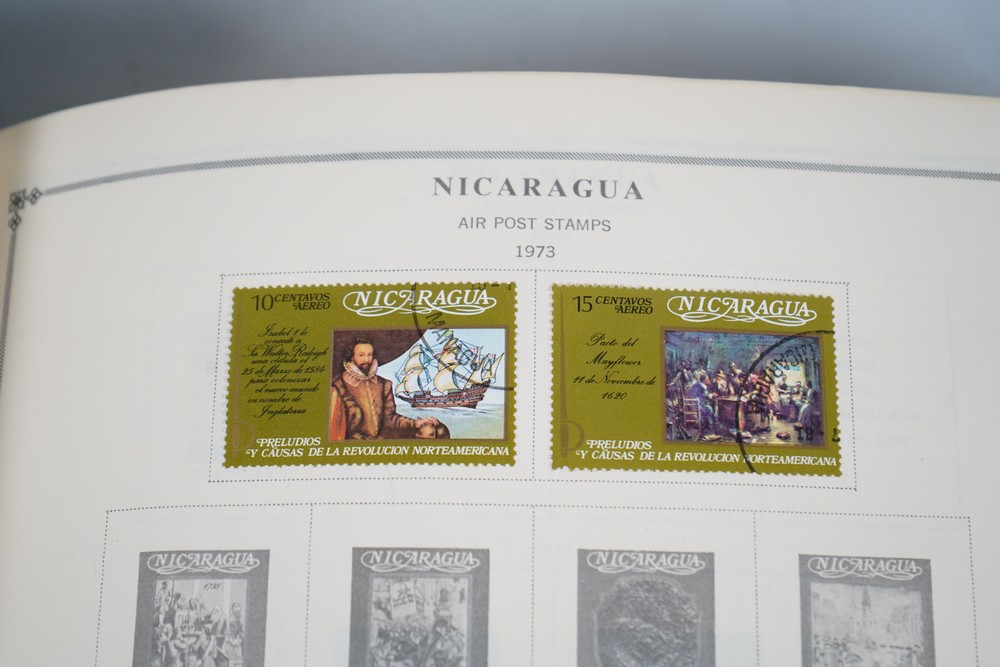 NICARAGUA
AIR POST STAMPS
1973
10 CENTAVOS
AEREO
NICARAGUA
Isabel I le
concede a
Sir Walter Raleigh
una cédula el
25 de Marzo de 1584
para colonizar
el nuevo mundo
en nombre de
Inglaterra
PRELUDIOS
Y CAUSAS DE LA REVOLUCION NORTEAMERICANA
15 CENTAVOS
AEREO
NICARAGUA
Pacto del
Mayflower
11 de Noviembre de
1620
PRELUDIOS
Y CAUSAS DE LA REVOLUCION NORTEAMERICANA
NICARAGUA
NICARAGUA
NICARAGUA
NICARAGUA